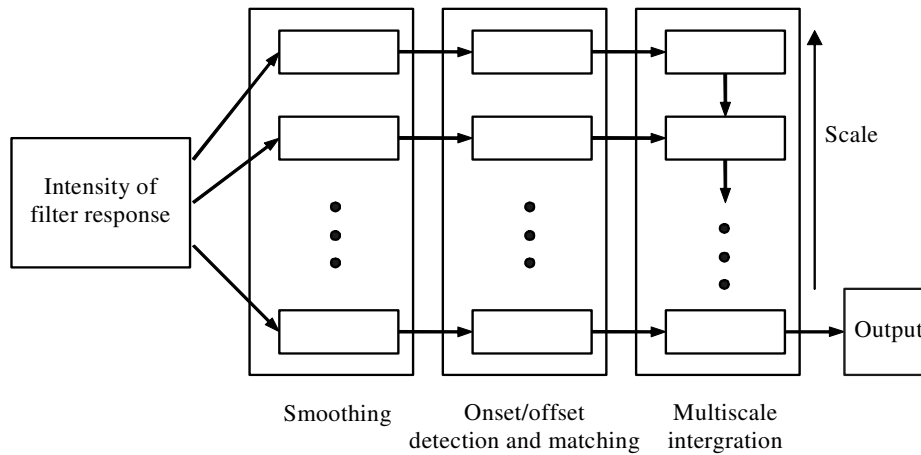 Intensity of
filter response
Scale
Output
Smoothing
Onset/offset
detection and matching
Multiscale
intergration